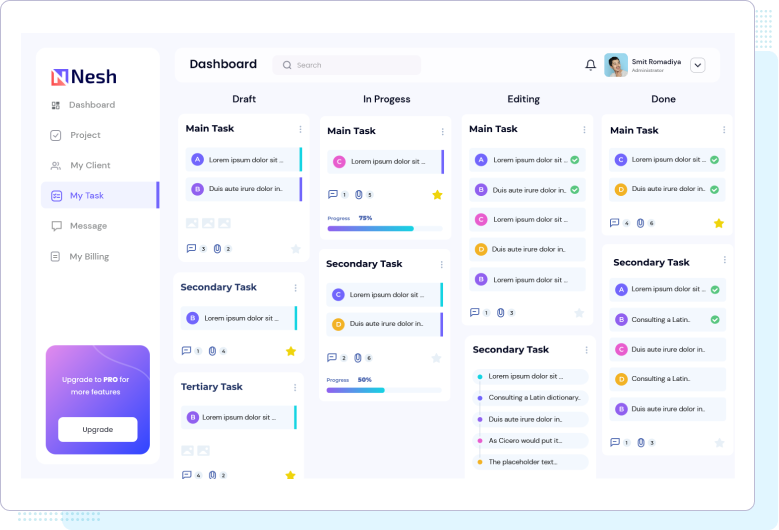 Nesh
Dashboard
Project
My Client
My Task
Message
My Billing
Upgrade to PRO for
more features
Upgrade
Dashboard
Search
Smit Romadiya
Administrator
Draft
Main Task
A Lorem ipsum dolor sit ...
B Duis aute irure dolor in..
3 2
Secondary Task
B Lorem ipsum dolor sit ...
1 4
Tertiary Task
B Lorem ipsum dolor sit ...
4 2
In Progess
Main Task
C Lorem ipsum dolor sit ...
1 5
Progress 75%
Secondary Task
C Lorem ipsum dolor sit ...
D Duis aute irure dolor in..
2 6
Progress 50%
Editing
Main Task
A Lorem ipsum dolor sit ...
B Duis aute irure dolor in..
C Lorem ipsum dolor sit ...
D Duis aute irure dolor in..
B Lorem ipsum dolor sit ...
1 3
Secondary Task
Lorem ipsum dolor sit ...
Consulting a Latin dictionary..
Duis aute irure dolor in..
As Cicero would put it...
The placeholder text...
Done
Main Task
C Lorem ipsum dolor sit ...
D Duis aute irure dolor in..
4 6
Secondary Task
A Lorem ipsum dolor sit ...
B Consulting a Latin..
C Duis aute irure dolor in..
D Consulting a Latin..
B Duis aute irure dolor in..
1 3